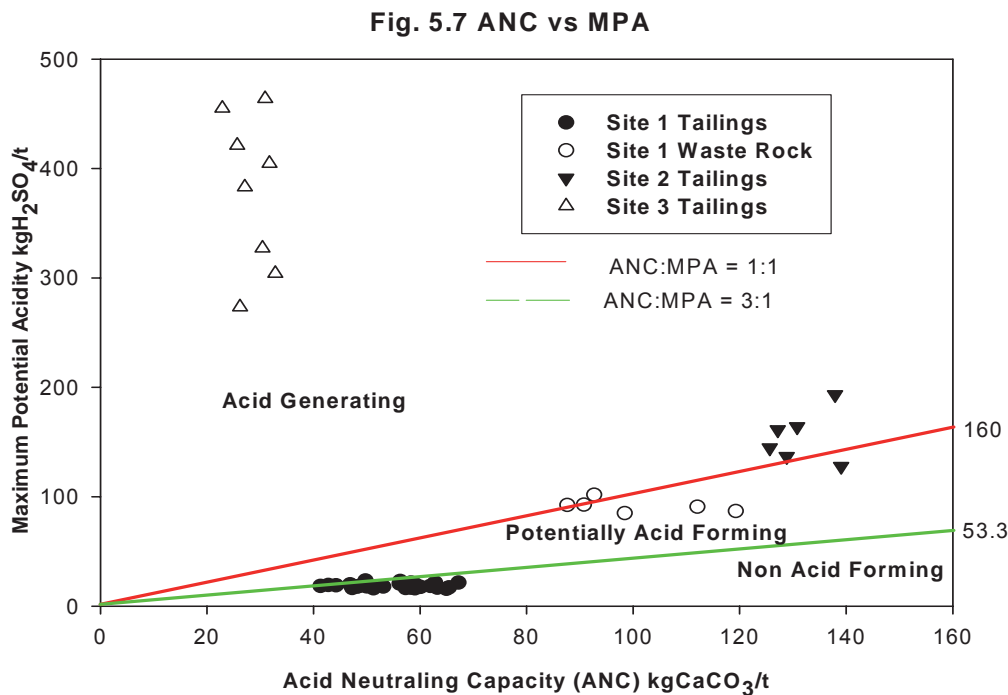 Fig. 5.7 ANC vs MPA
500
400
300
200
100
0
Maximum Potential Acidity kgH2SO4/t
Site 1 Tailings
Site 1 Waste Rock
Site 2 Tailings
Site 3 Tailings
ANC:MPA = 1:1
ANC:MPA = 3:1
Acid Generating
160
Potentially Acid Forming
53.3
Non Acid Forming
0 20 40 60 80 100 120 140 160
Acid Neutraling Capacity (ANC) kgCaCO3/t